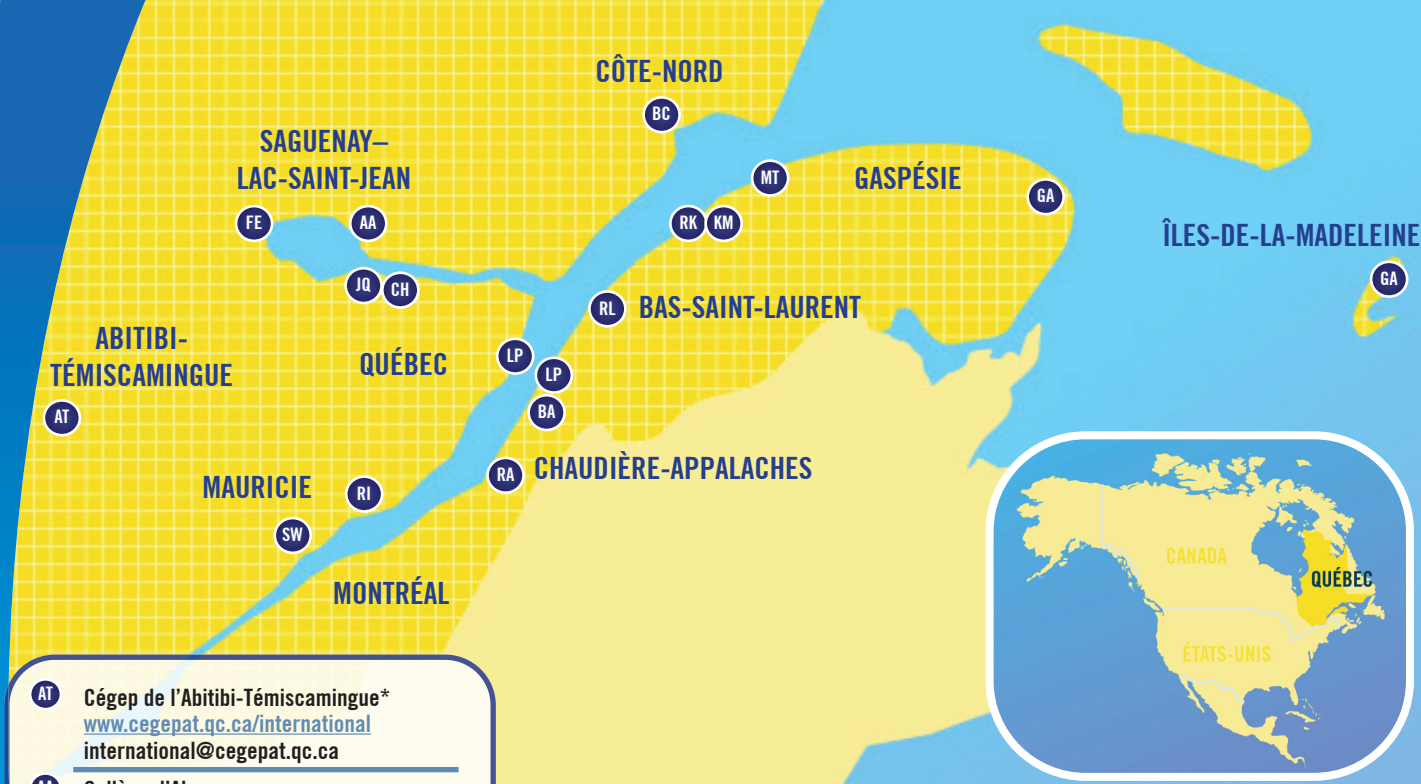 CÔTE-NORD
BC
SAGUENAY–
LAC-SAINT-JEAN
MT
GASPÉSIE
GA
FE
AA
RK
KM
ÎLES-DE-LA-MADELEINE
GA
JQ
CH
RL
BAS-SAINT-LAURENT
ABITIBI-
TÉMISCAMINGUE
QUÉBEC
LP
LP
AT
BA
MAURICIE
RI
RA
CHAUDIÈRE-APPALACHES
SW
MONTRÉAL
CANADA
QUÉBEC
ÉTATS-UNIS
AT
Cégep de l'Abitibi-Témiscamingue*
www.cegepat.qc.ca/international
international@cegepat.qc.ca